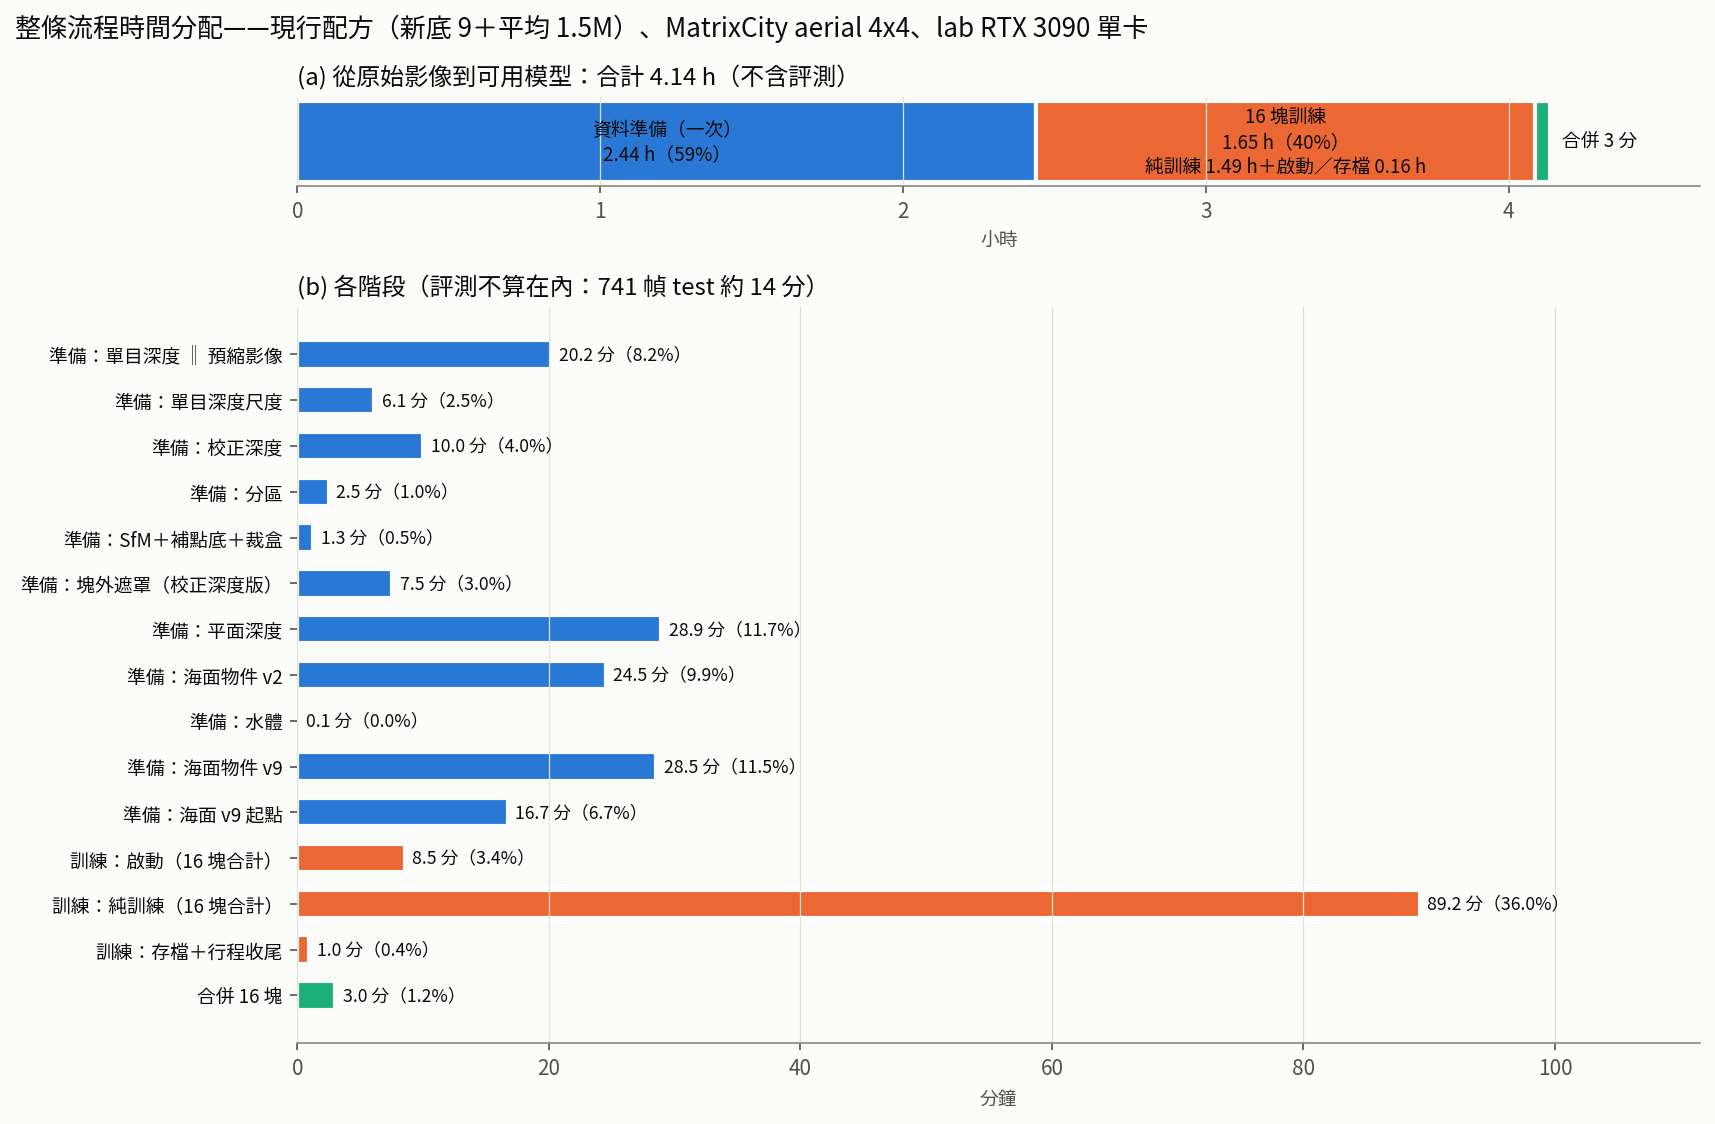 整條流程時間分配——現行配方（新底 9＋平均 1.5M）、MatrixCity aerial 4x4、lab RTX 3090 單卡
(a) 從原始影像到可用模型：合計 4.14 h（不含評測）
資料準備（一次）
2.44 h（59%）
16 塊訓練
1.65 h（40%）
純訓練 1.49 h＋啟動／存檔 0.16 h
合併 3 分
0 1 2 3 4
小時
(b) 各階段（評測不算在內：741 幀 test 約 14 分）
準備：單目深度 ‖ 預縮影像 20.2 分（8.2%）
準備：單目深度尺度 6.1 分（2.5%）
準備：校正深度 10.0 分（4.0%）
準備：分區 2.5 分（1.0%）
準備：SfM＋補點底＋裁盒 1.3 分（0.5%）
準備：塊外遮罩（校正深度版） 7.5 分（3.0%）
準備：平面深度 28.9 分（11.7%）
準備：海面物件 v2 24.5 分（9.9%）
準備：水體 0.1 分（0.0%）
準備：海面物件 v9 28.5 分（11.5%）
準備：海面 v9 起點 16.7 分（6.7%）
訓練：啟動（16 塊合計） 8.5 分（3.4%）
訓練：純訓練（16 塊合計） 89.2 分（36.0%）
訓練：存檔＋行程收尾 1.0 分（0.4%）
合併 16 塊 3.0 分（1.2%）
0 20 40 60 80 100
分鐘